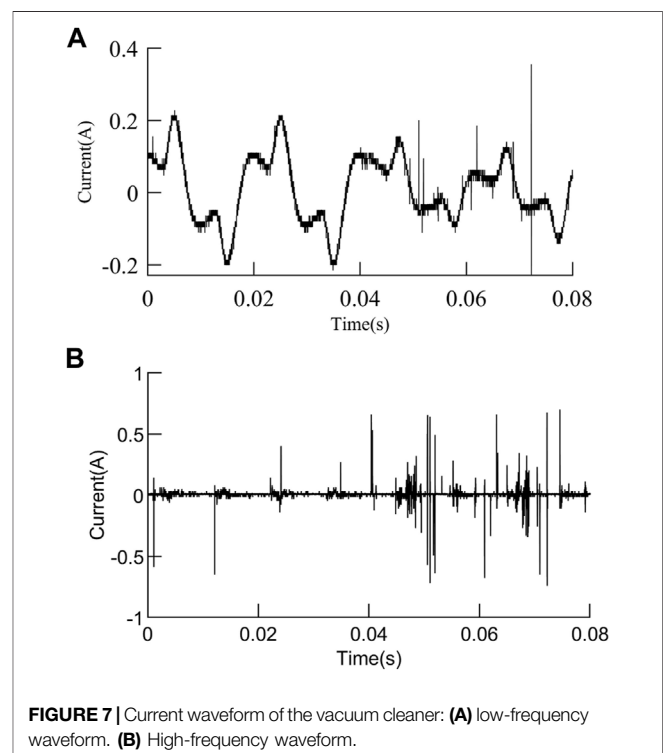 A
0.4
0.2
0
-0.2
Current(A)
0 0.02 0.04 0.06 0.08
Time(s)
B
1
0.5
0
-0.5
-1
Current(A)
0 0.02 0.04 0.06 0.08
Time(s)
FIGURE 7 | Current waveform of the vacuum cleaner: (A) low-frequency
waveform. (B) High-frequency waveform.